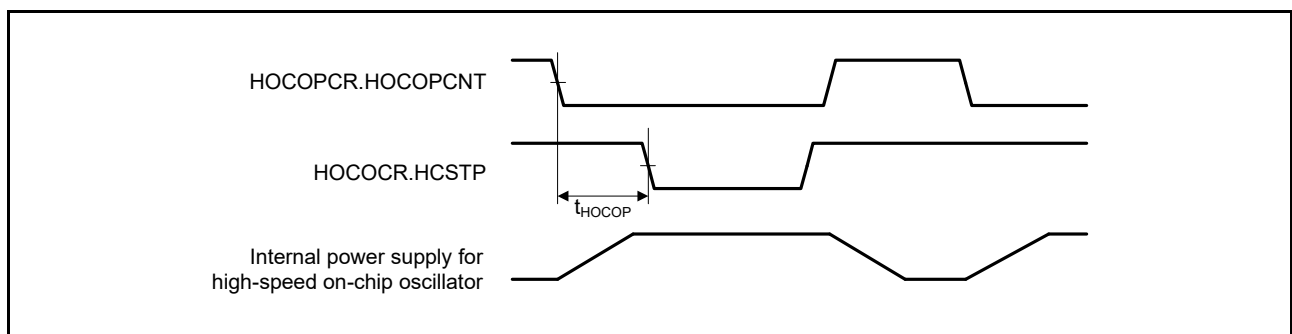 HOCOPCR.HOCOPCNT
HOCOCR.HCSTP
tHOCOP
Internal power supply for
high-speed on-chip oscillator